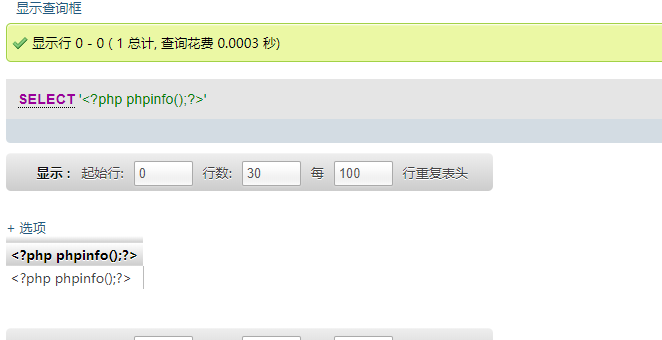 显示查询框
显示行 0 - 0 ( 1 总计, 查询花费 0.0003 秒)
SELECT '<?php phpinfo();?>'
显示 : 起始行: 0 行数: 30 每 100 行重复表头
+ 选项
<?php phpinfo();?>
<?php phpinfo();?>